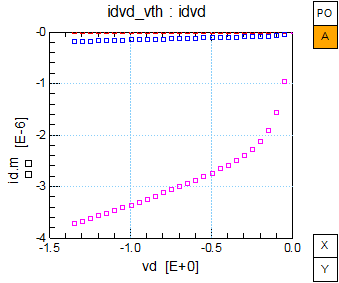 idvd_vth : idvd
PO
A
id.m [E-6]
-0
-1
-2
-3
-4
-1.5
-1.0
-0.5
0.0
vd [E+0]
X
Y